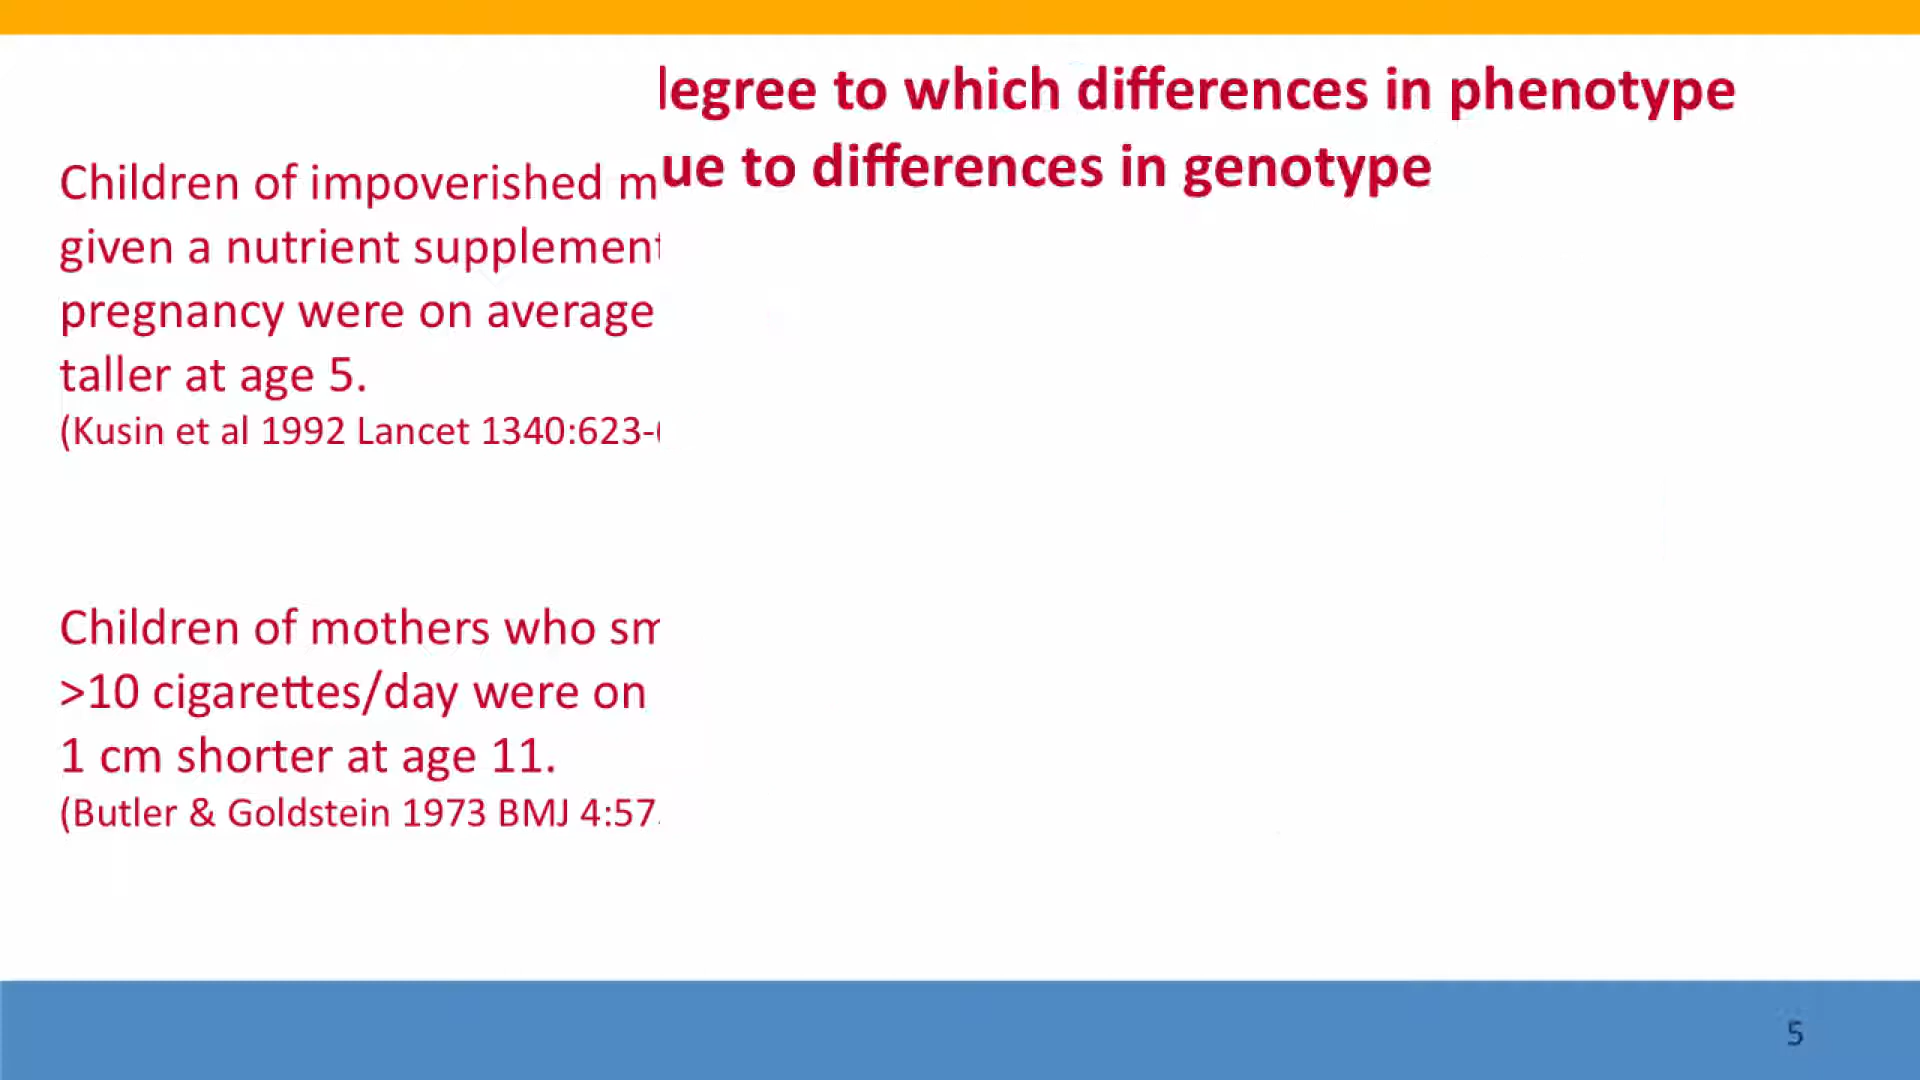 legree to which differences in phenotype
ue to differences in genotype
Children of impoverished m
given a nutrient supplement
pregnancy were on average
taller at age 5.
(Kusin et al 1992 Lancet 1340:623-
Children of mothers who sm
>10 cigarettes/day were on
1 cm shorter at age 11.
(Butler & Goldstein 1973 BMJ 4:57
5